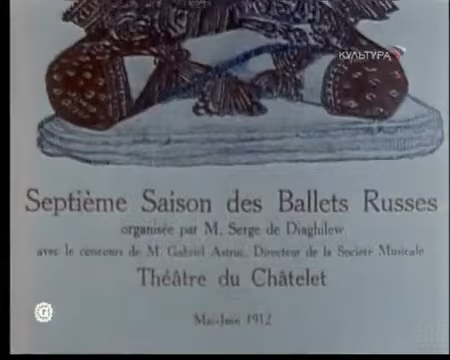 КУЛЬТУРА
Septième Saison des Ballets Russes
organisée par M. Serge de Diaghilew
avec le concours de M. Gabriel Astruc, Directeur de la Société Musicale
Théâtre du Châtelet
Mai-Juin 1912